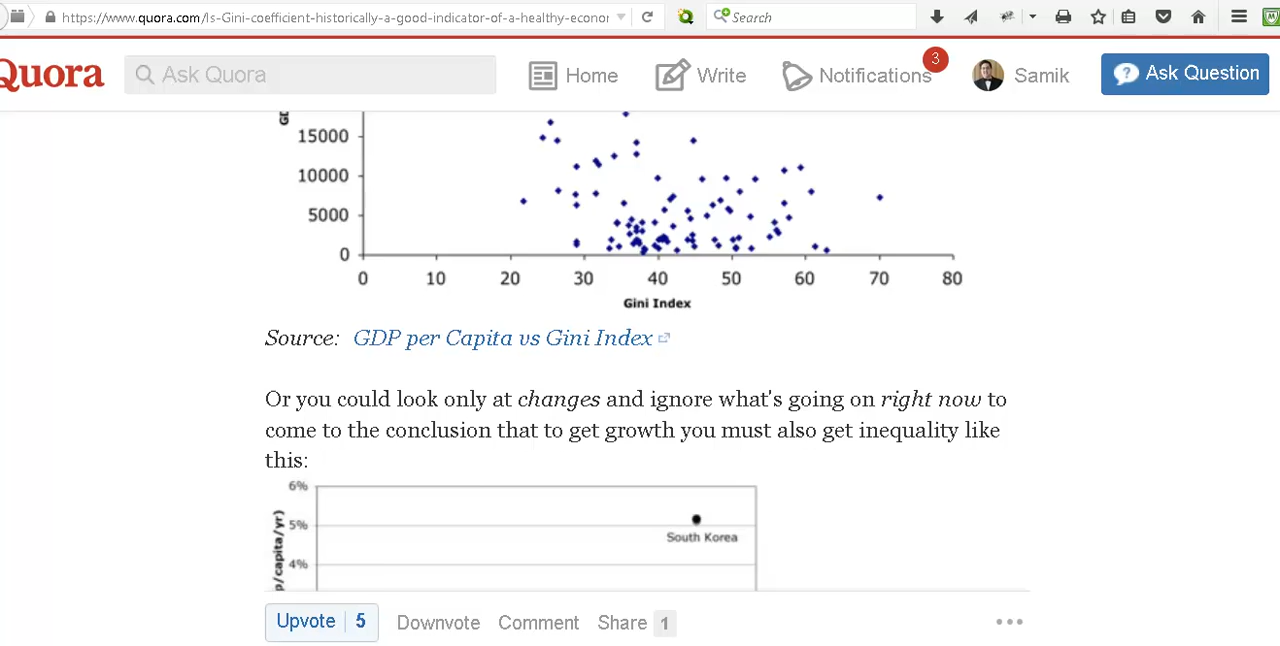 https://www.quora.com/Is-Gini-coefficient-historically-a-good-indicator-of-a-healthy-econor
Search
Quora
Ask Quora
Home
Write
Notifications
3
Samik
Ask Question
15000
10000
5000
0
0 10 20 30 40 50 60 70 80
Gini Index
Source: GDP per Capita vs Gini Index
Or you could look only at changes and ignore what's going on right now to
come to the conclusion that to get growth you must also get inequality like
this:
6%
5%
4%
p/capita/yr)
South Korea
Upvote 5
Downvote
Comment
Share 1